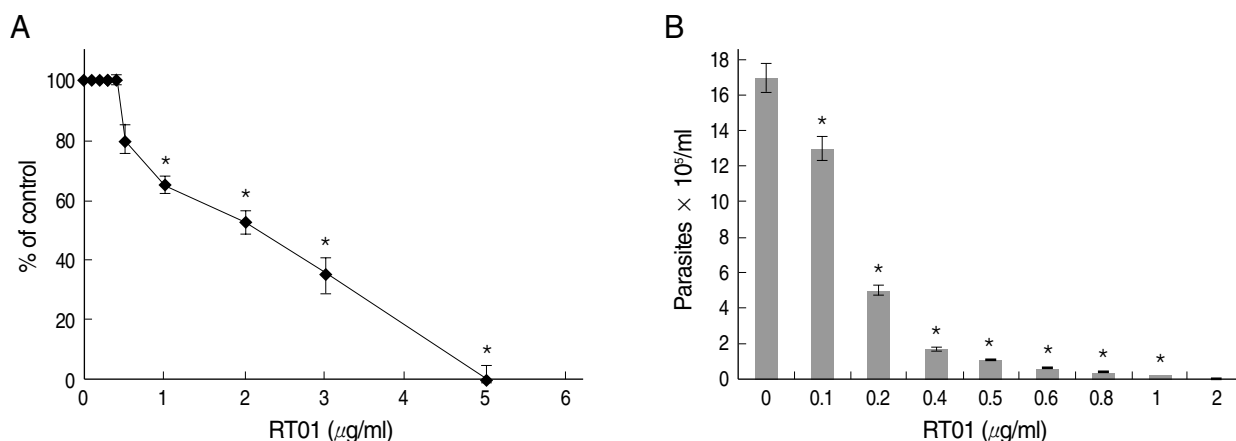 A
100
80
60
40
20
0
% of control
* * * * *
0 1 2 3 4 5 6
RT01 (μg/ml)
B
18
16
14
12
10
8
6
4
2
0
Parasites × 10⁵/ml
* * * * * * *
0 0.1 0.2 0.4 0.5 0.6 0.8 1 2
RT01 (μg/ml)